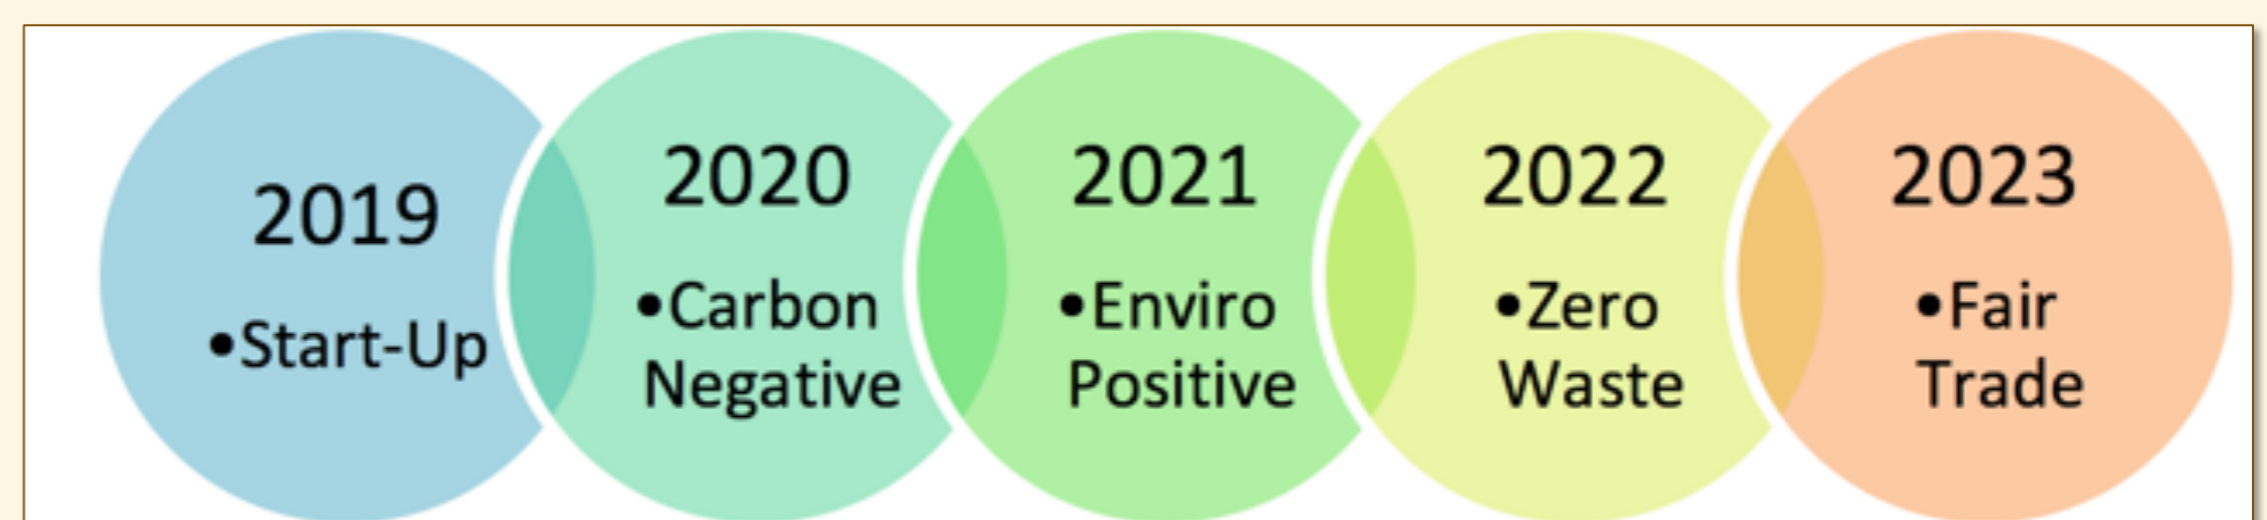 2019
•Start-Up
2020
•Carbon
Negative
2021
•Enviro
Positive
2022
•Zero
Waste
2023
•Fair
Trade